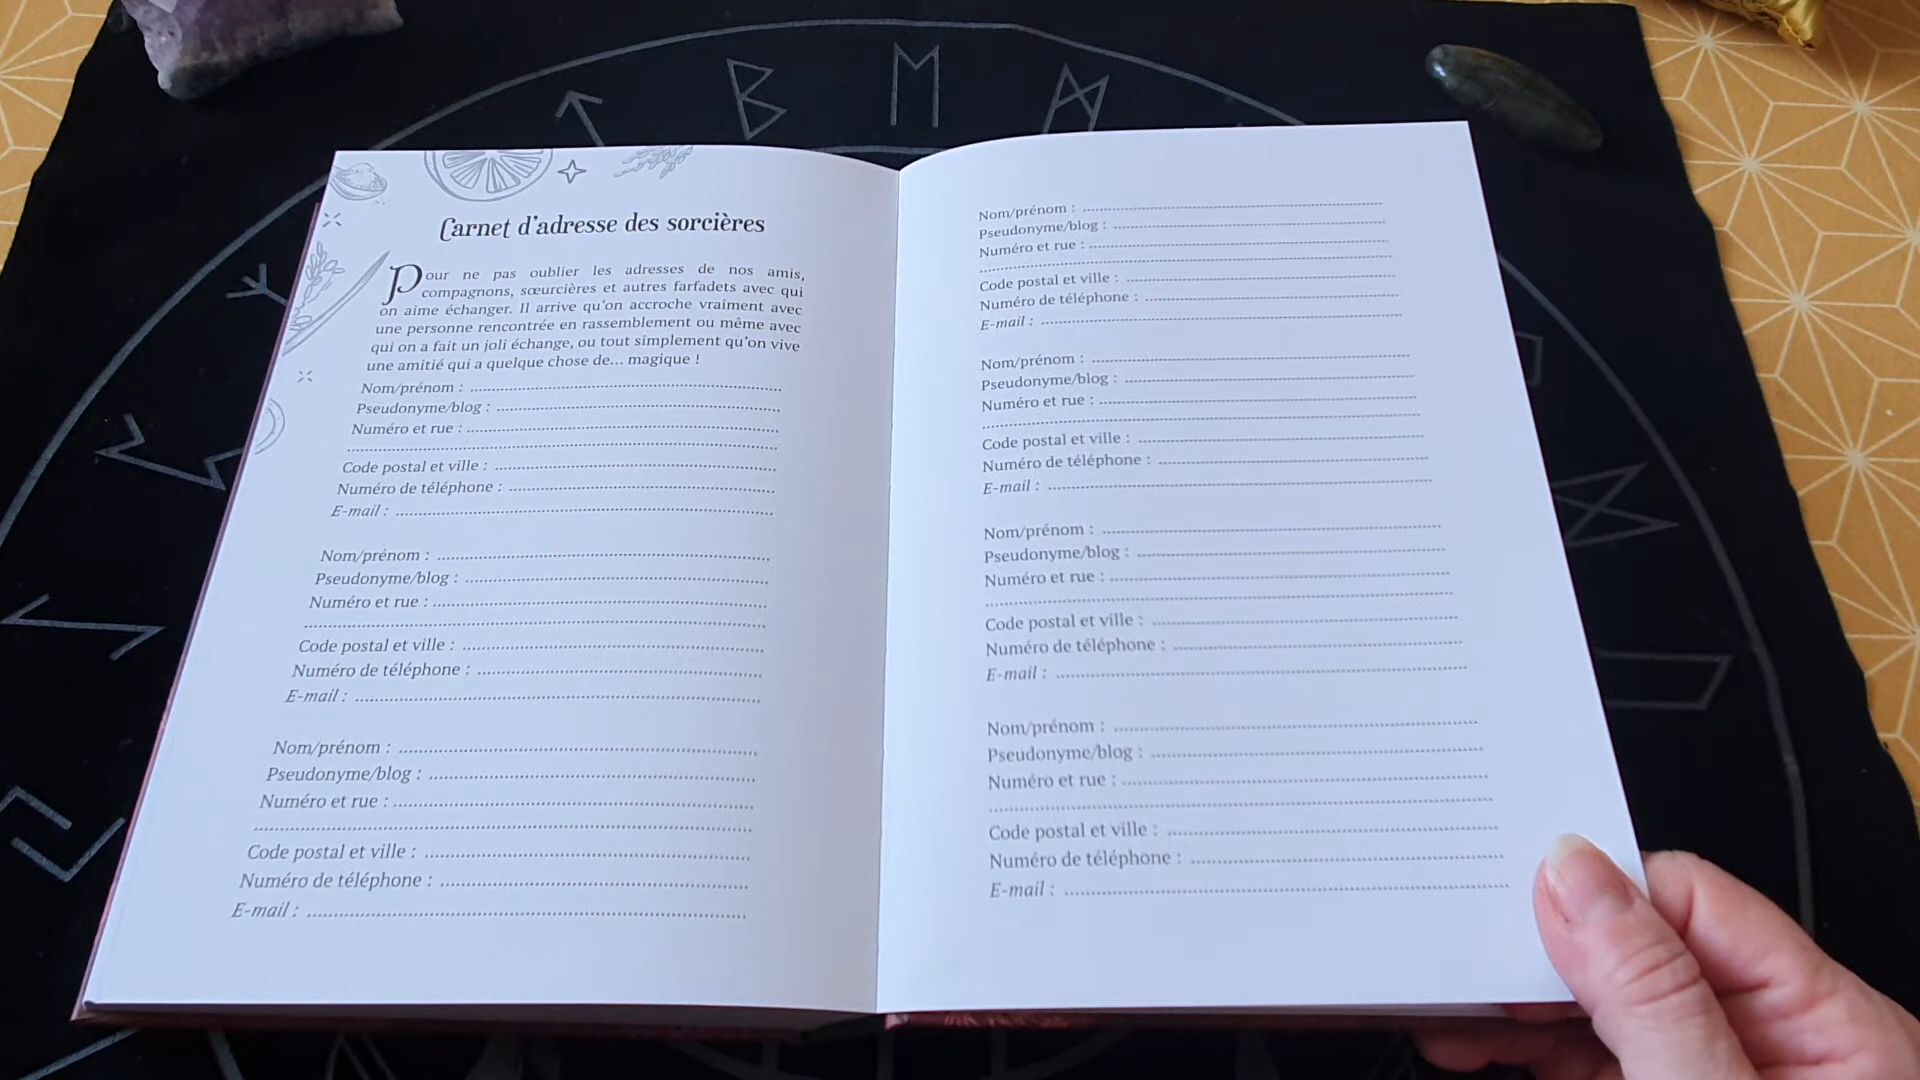 Carnet d'adresse des sorcières
Pour ne pas oublier les adresses de nos amis,
compagnons, sœurcières et autres farfadets avec qui
on aime échanger. Il arrive qu'on accroche vraiment avec
une personne rencontrée en rassemblement ou même avec
qui on a fait un joli échange, ou tout simplement qu'on vive
une amitié qui a quelque chose de... magique !
Nom/prénom :
Pseudonyme/blog :
Numéro et rue :
Code postal et ville :
Numéro de téléphone :
E-mail :
Nom/prénom :
Pseudonyme/blog :
Numéro et rue :
Code postal et ville :
Numéro de téléphone :
E-mail :
Nom/prénom :
Pseudonyme/blog :
Numéro et rue :
Code postal et ville :
Numéro de téléphone :
E-mail :
Nom/prénom :
Pseudonyme/blog :
Numéro et rue :
Code postal et ville :
Numéro de téléphone :
E-mail :
Nom/prénom :
Pseudonyme/blog :
Numéro et rue :
Code postal et ville :
Numéro de téléphone :
E-mail :
Nom/prénom :
Pseudonyme/blog :
Numéro et rue :
Code postal et ville :
Numéro de téléphone :
E-mail :
Nom/prénom :
Pseudonyme/blog :
Numéro et rue :
Code postal et ville :
Numéro de téléphone :
E-mail :